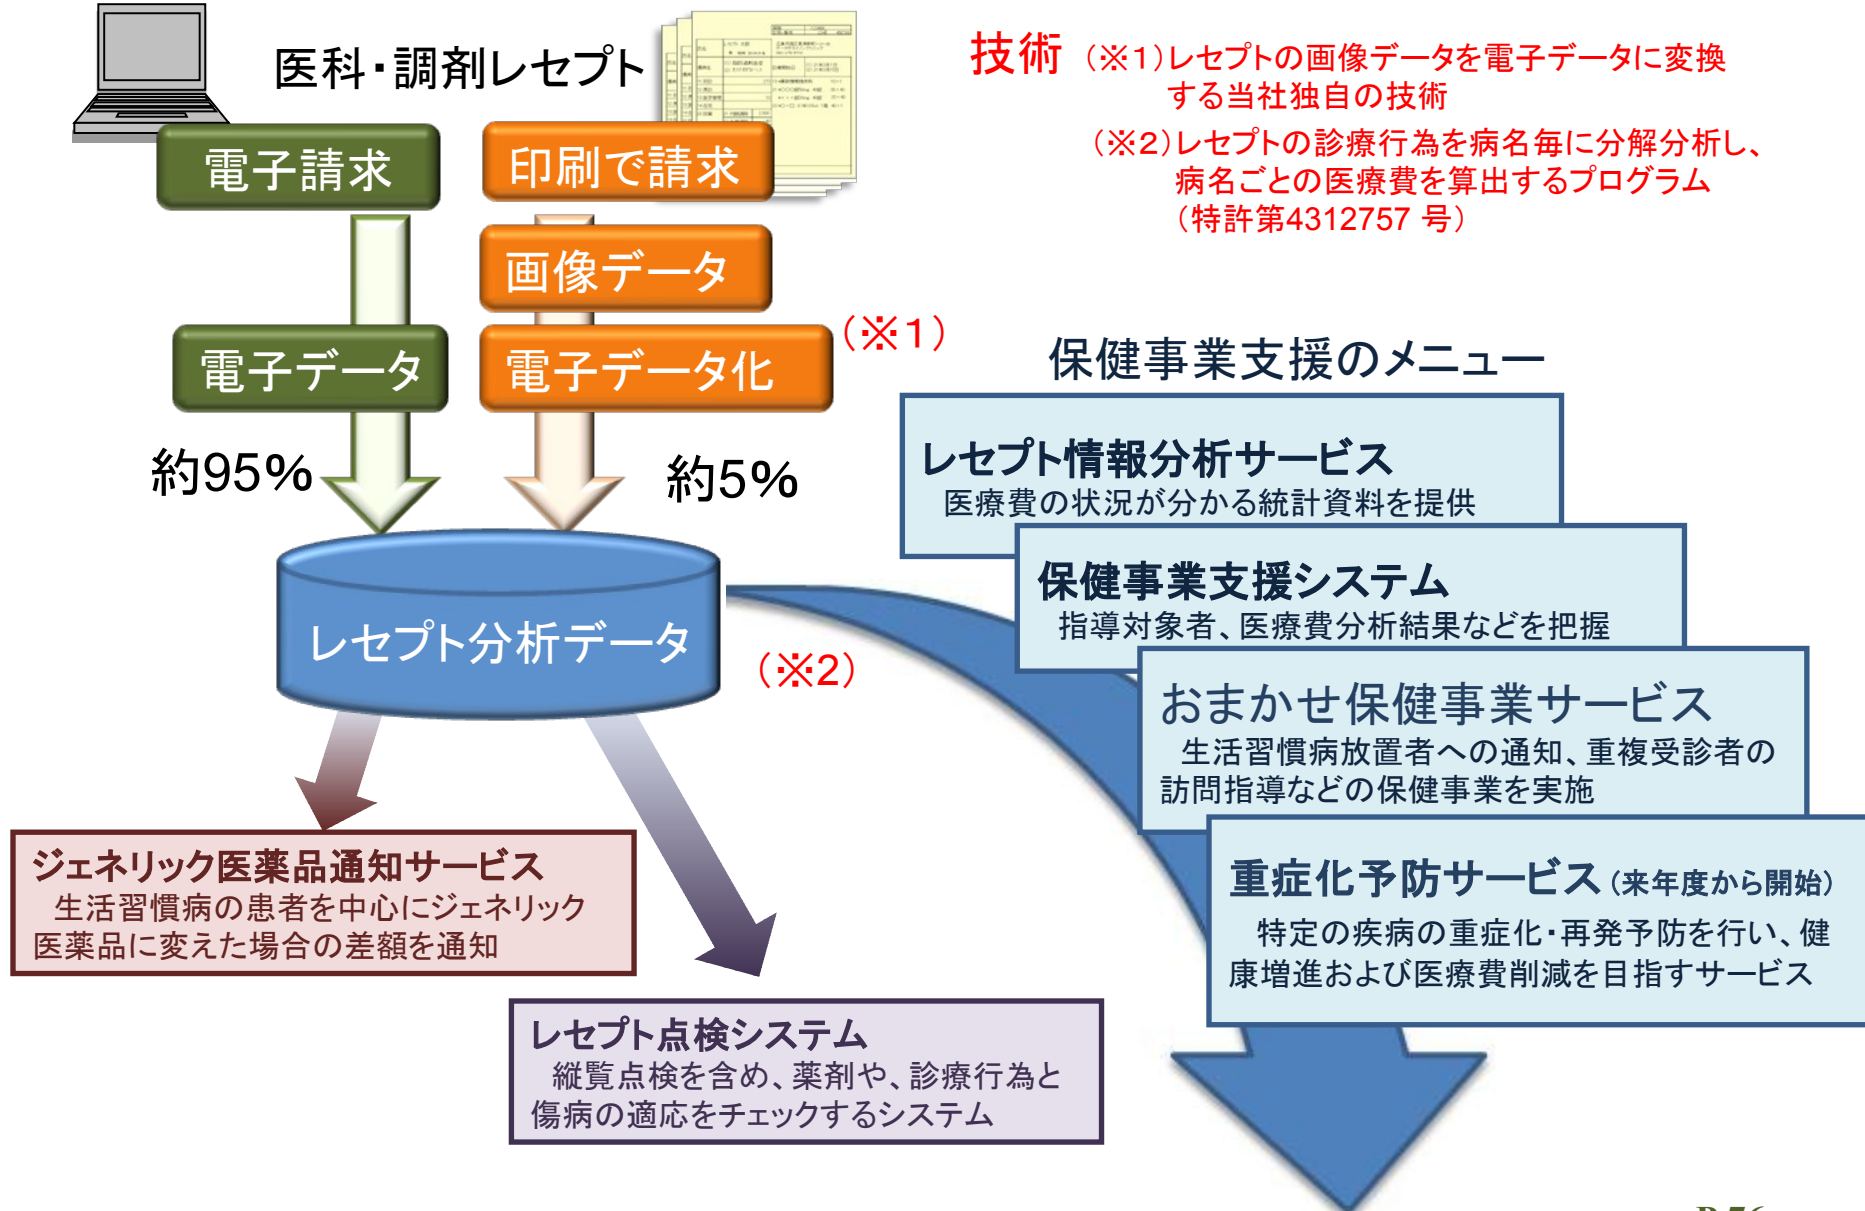 医科・調剤レセプト
電子請求
印刷で請求
画像データ
電子データ
電子データ化
(※1)
約95%
約5%
レセプト分析データ
(※2)
技術 (※1)レセプトの画像データを電子データに変換
する当社独自の技術
(※2)レセプトの診療行為を病名毎に分解分析し、
病名ごとの医療費を算出するプログラム
(特許第4312757 号)
保健事業支援のメニュー
レセプト情報分析サービス
医療費の状況が分かる統計資料を提供
保健事業支援システム
指導対象者、医療費分析結果などを把握
おまかせ保健事業サービス
生活習慣病放置者への通知、重複受診者の
訪問指導などの保健事業を実施
重症化予防サービス(来年度から開始)
特定の疾病の重症化・再発予防を行い、健
康増進および医療費削減を目指すサービス
ジェネリック医薬品通知サービス
生活習慣病の患者を中心にジェネリック
医薬品に変えた場合の差額を通知
レセプト点検システム
縦覧点検を含め、薬剤や、診療行為と
傷病の適応をチェックするシステム